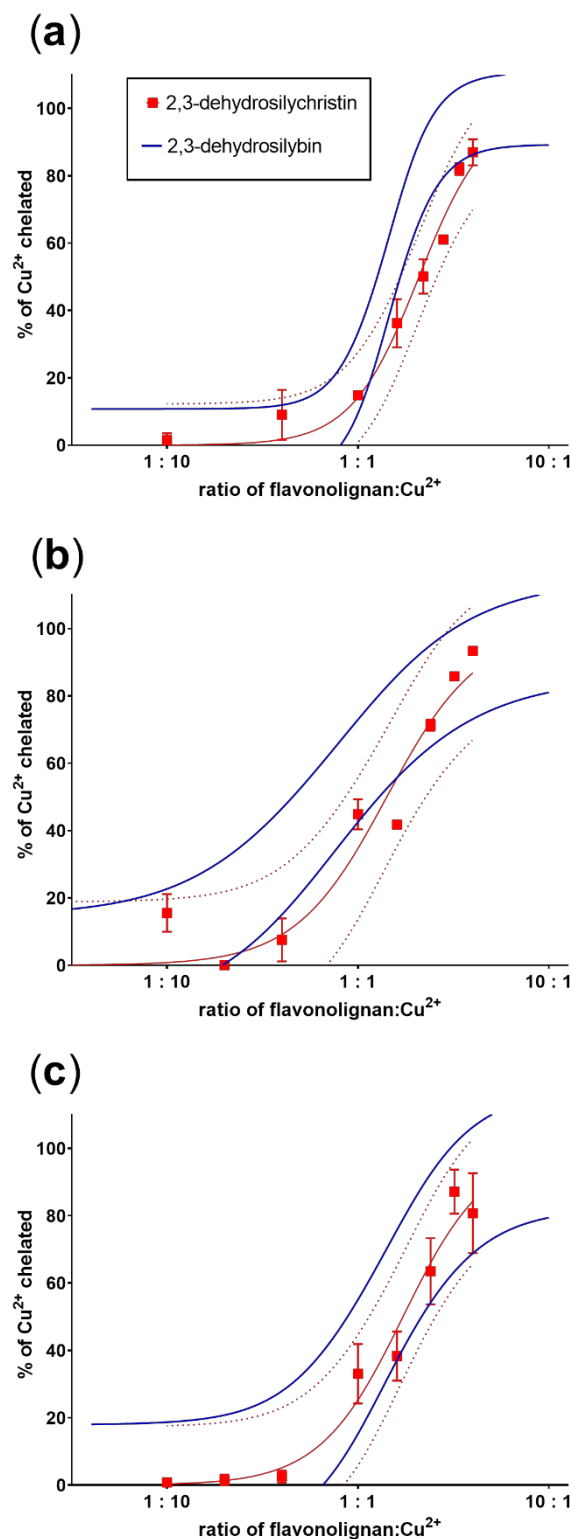 (a)
% of Cu²⁺ chelated
100
80
60
40
20
0
2,3-dehydrosilychristin
2,3-dehydrosilybin
1 : 10
1 : 1
10 : 1
ratio of flavonolignan:Cu²⁺
(b)
% of Cu²⁺ chelated
100
80
60
40
20
0
1 : 10
1 : 1
10 : 1
ratio of flavonolignan:Cu²⁺
(c)
% of Cu²⁺ chelated
100
80
60
40
20
0
1 : 10
1 : 1
10 : 1
ratio of flavonolignan:Cu²⁺